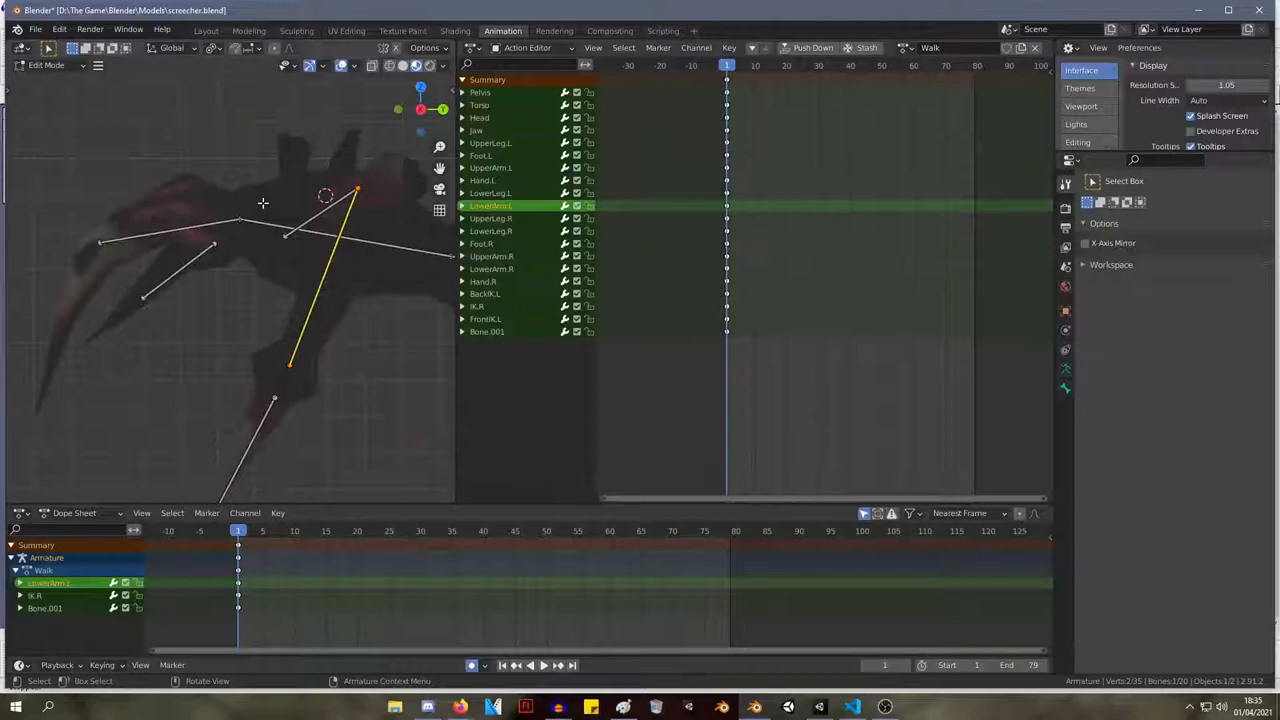 Blender* [D:\The Game\Blender\Models\screecher.blend]
File Edit Render Window Help Layout Modeling Sculpting UV Editing Texture Paint Shading Animation Rendering Compositing Scripting Scene View Layer
Global Options Action Editor View Select Marker Channel Key Push Down Stash Walk View Preferences
Edit Mode
-30 -20 -10 1 10 20 30 40 50 60 70 80 90 100
Interface
Display
Summary
Resolution S... 1.05
Themes
Pelvis
Line Width Auto
Torso
Viewport
Splash Screen
Head
Lights
Developer Extras
Jaw
Editing
Tooltips
UpperLeg.L
Foot.L
UpperArm.L
Hand.L
Select Box
LowerLeg.L
LowerArm.L
UpperLeg.R
Options
LowerLeg.R
Foot.R
X-Axis Mirror
UpperArm.R
Workspace
LowerArm.R
Hand.R
BackIK.L
IK.R
FrontIK.L
Bone.001
Dope Sheet View Select Marker Channel Key Nearest Frame
-10 -5 1 5 10 15 20 25 30 35 40 45 50 55 60 65 70 75 80 85 90 95 100 105 110 115 120 125
Summary
Armature
Walk
LowerArm.L
IK.R
Bone.001
Playback Keying View Marker 1 Start 1 End 79
Select Box Select Rotate View Armature Context Menu Armature | Verts:2/35 | Bones:1/20 | Objects:1/2 | 2.91.2
18:35
01/04/2021